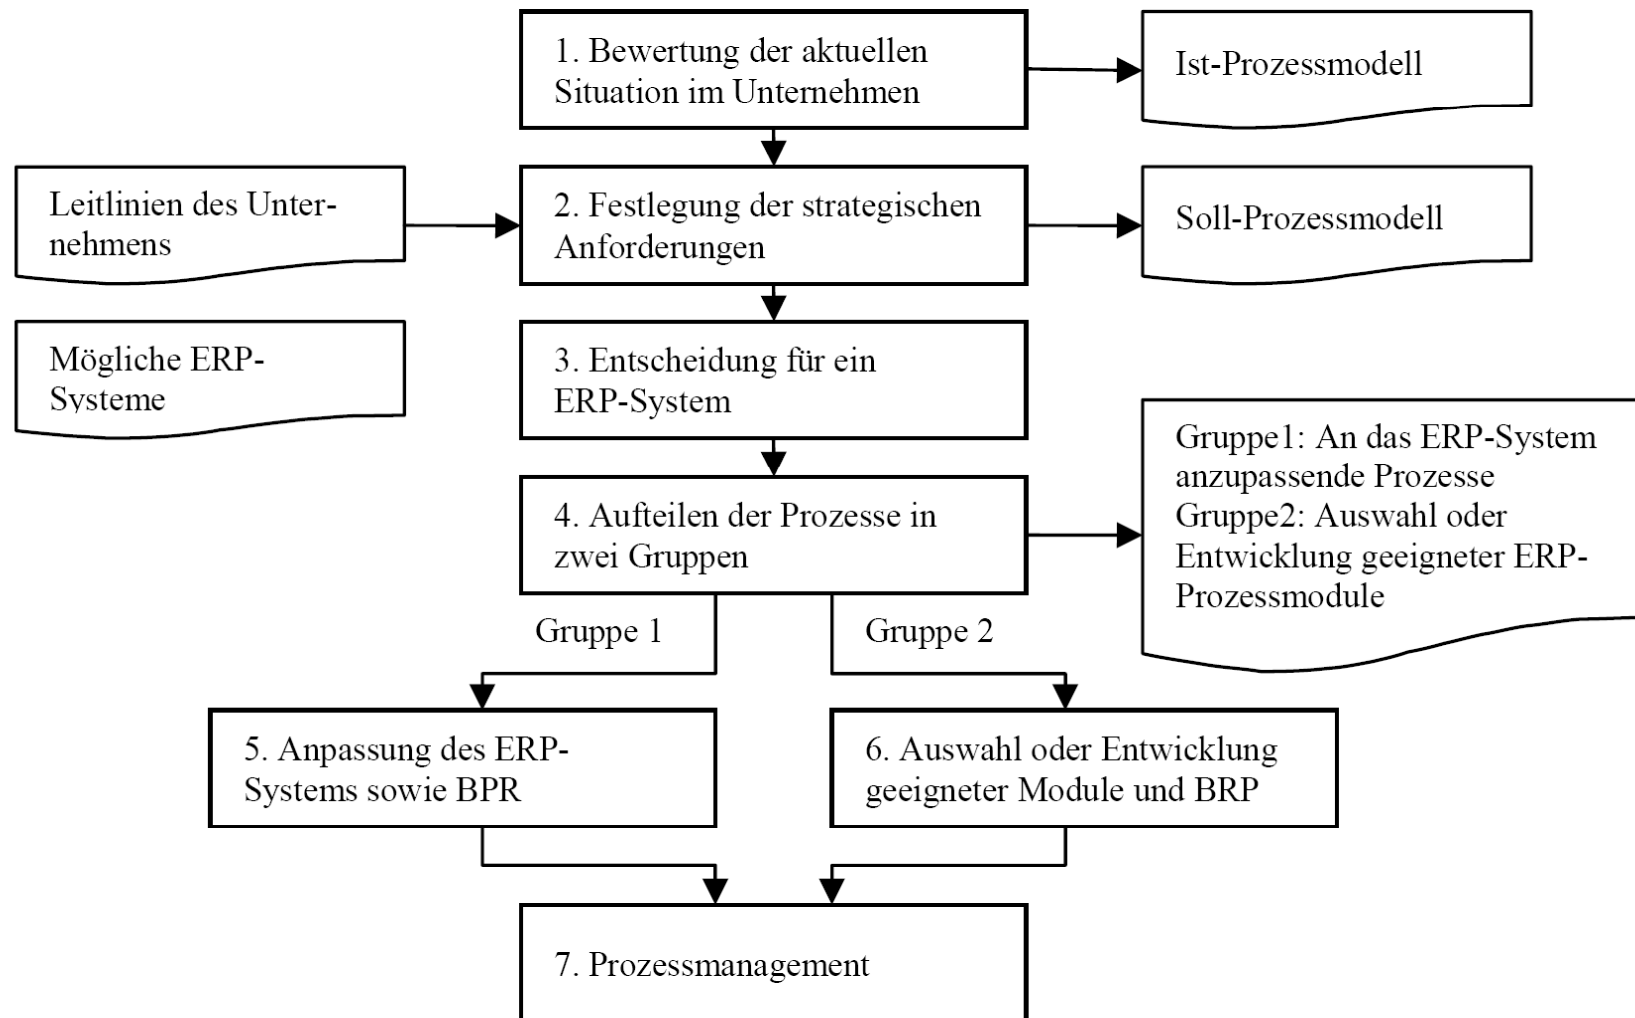 1. Bewertung der aktuellen
Situation im Unternehmen
Ist-Prozessmodell
Leitlinien des Unter-
nehmens
2. Festlegung der strategischen
Anforderungen
Soll-Prozessmodell
Mögliche ERP-
Systeme
3. Entscheidung für ein
ERP-System
4. Aufteilen der Prozesse in
zwei Gruppen
Gruppe1: An das ERP-System
anzupassende Prozesse
Gruppe2: Auswahl oder
Entwicklung geeigneter ERP-
Prozessmodule
Gruppe 1
Gruppe 2
5. Anpassung des ERP-
Systems sowie BPR
6. Auswahl oder Entwicklung
geeigneter Module und BRP
7. Prozessmanagement